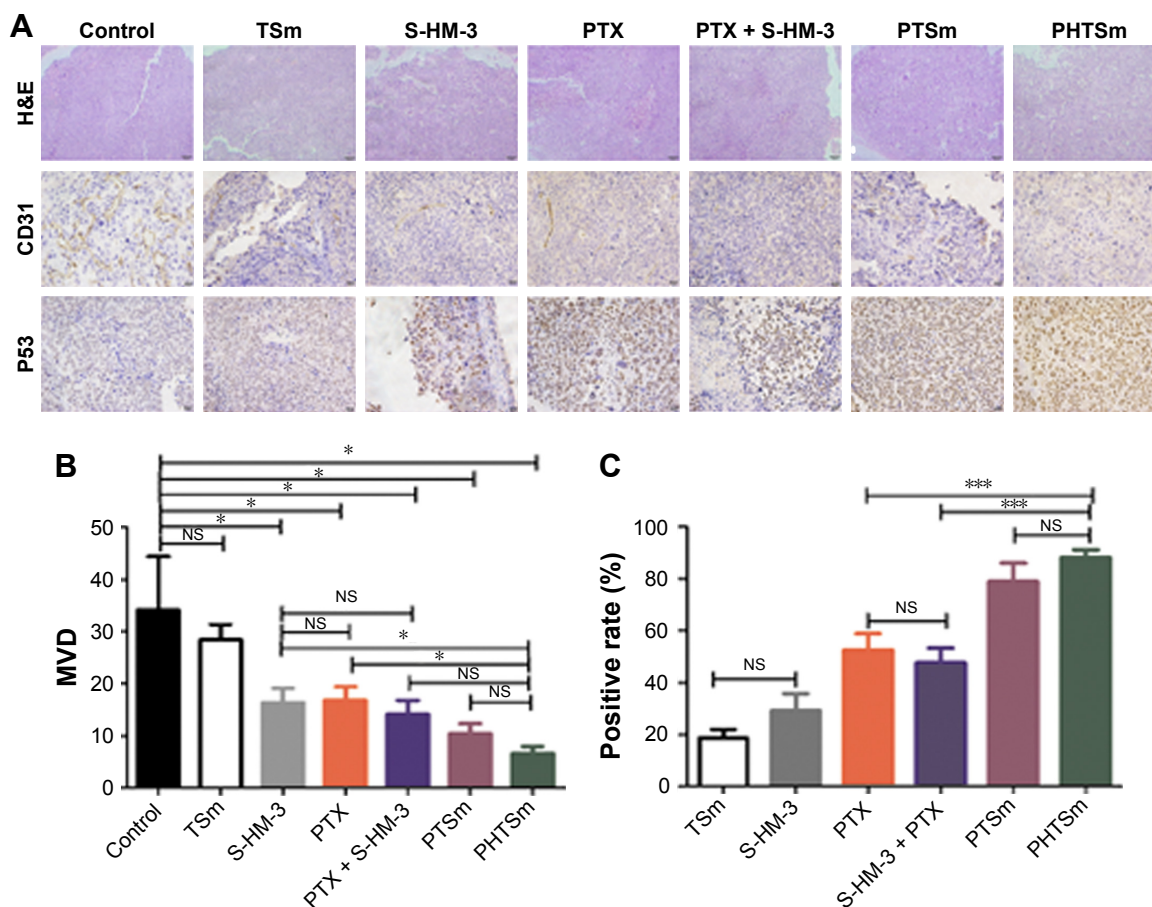 A
Control TSm S-HM-3 PTX PTX + S-HM-3 PTSm PHTSm
H&E
CD31
P53
B
*
*
*
*
*
NS
NS
NS
*
*
NS
NS
MVD
50
40
30
20
10
0
Control TSm S-HM-3 PTX PTX + S-HM-3 PTSm PHTSm
C
***
***
NS
NS
NS
Positive rate (%)
100
80
60
40
20
0
TSm S-HM-3 PTX S-HM-3 + PTX PTSm PHTSm